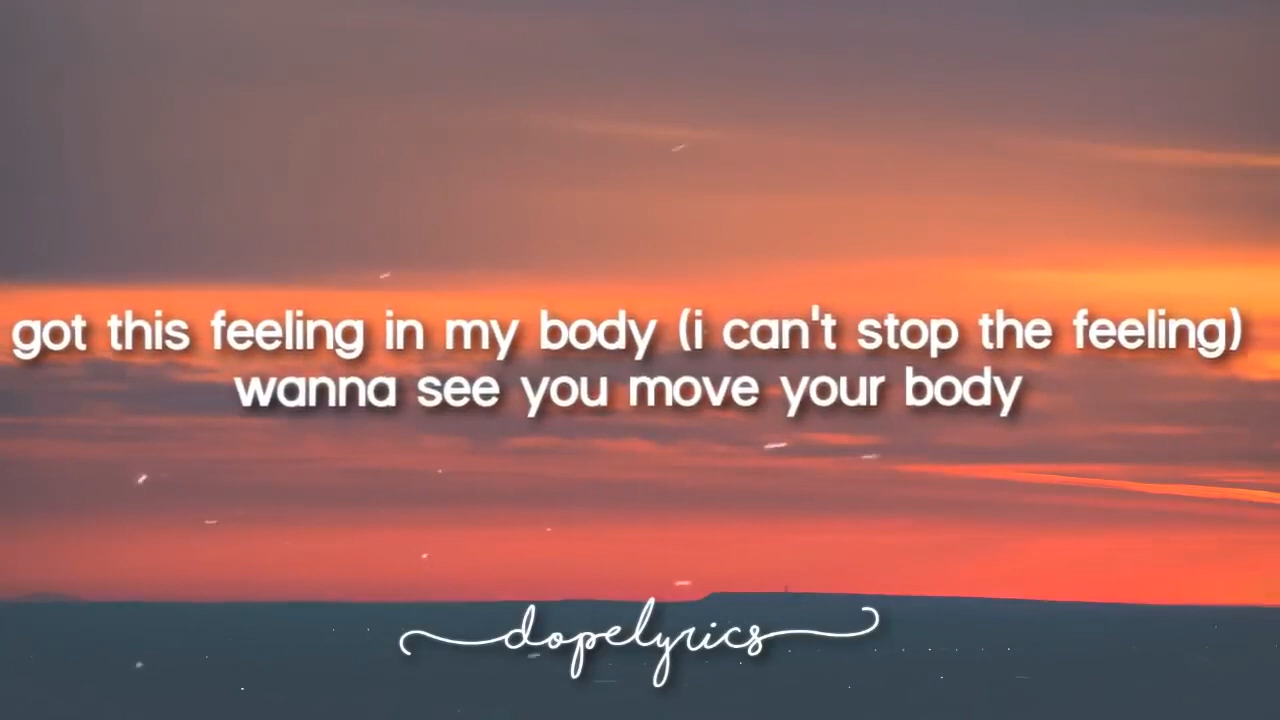 got this feeling in my body (i can't stop the feeling)
wanna see you move your body
dopelyrics